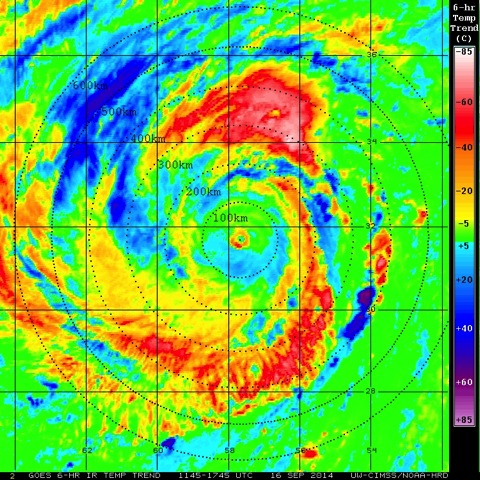 6-hr
Temp
Trend
(C)
-85
-60
-40
-20
-5
+5
+20
+40
+60
+85
36
600km
500km
400km
34
300km
200km
100km
32
30
28
62 60 58 56 54
2 GOES 6-HR IR TEMP TREND 1145-1745 UTC 16 SEP 2014 UW-CIMSS/NOAA-HRD